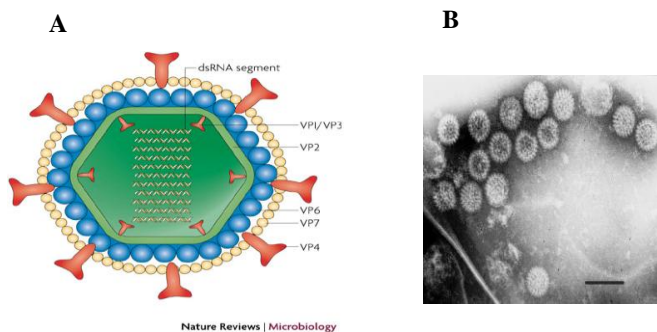 A
B
dsRNA segment
VP1/VP3
VP2
VP6
VP7
VP4
Nature Reviews | Microbiology